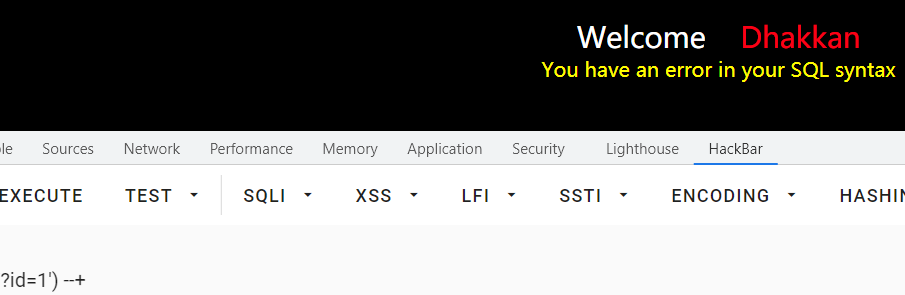 Welcome Dhakkan
You have an error in your SQL syntax
le Sources Network Performance Memory Application Security Lighthouse HackBar
EXECUTE TEST SQLI XSS LFI SSTI ENCODING HASHIN
?id=1') --+